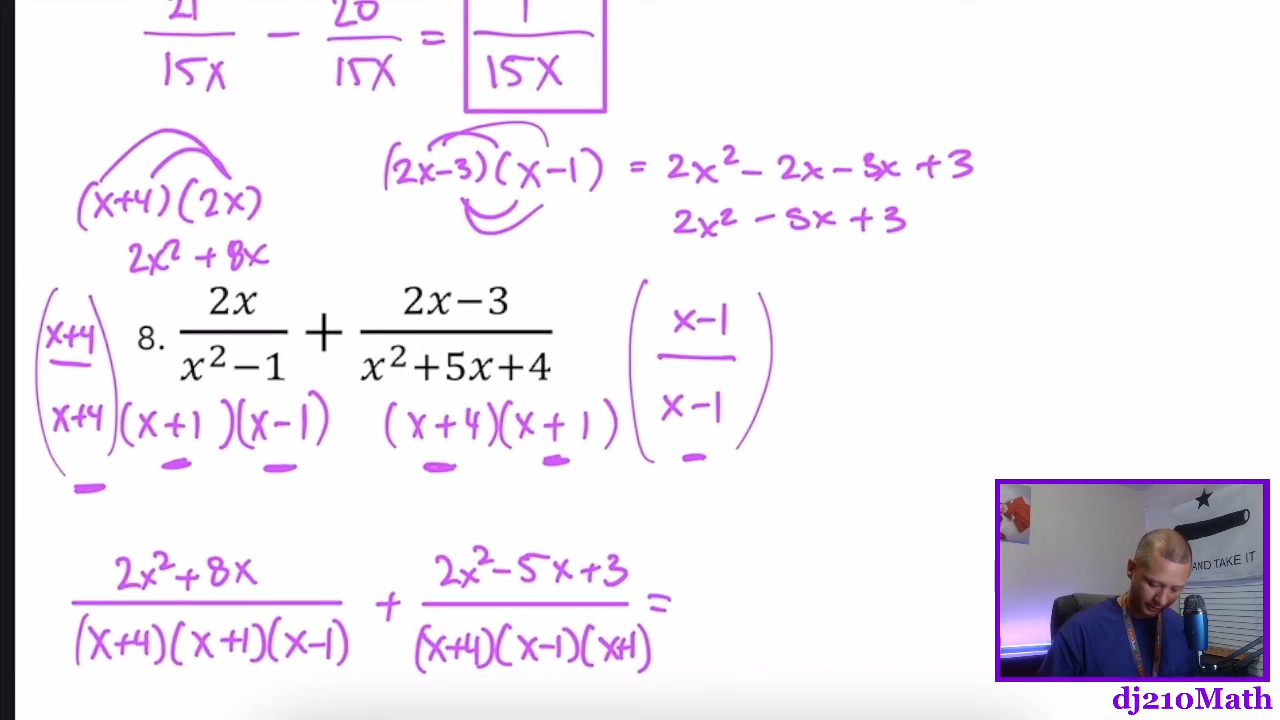 21/15x − 20/15x = 1/15x
(x+4)(2x)
2x² + 8x
(2x−3)(x−1) = 2x² − 2x − 3x + 3
2x² − 5x + 3
(x+4/x+4) 8. 2x/x²−1 + 2x−3/x²+5x+4 (x−1/x−1)
(x+1)(x−1) (x+4)(x+1)
2x²+8x/(x+4)(x+1)(x−1) + 2x²−5x+3/(x+4)(x−1)(x+1) =
AND TAKE IT
dj210Math